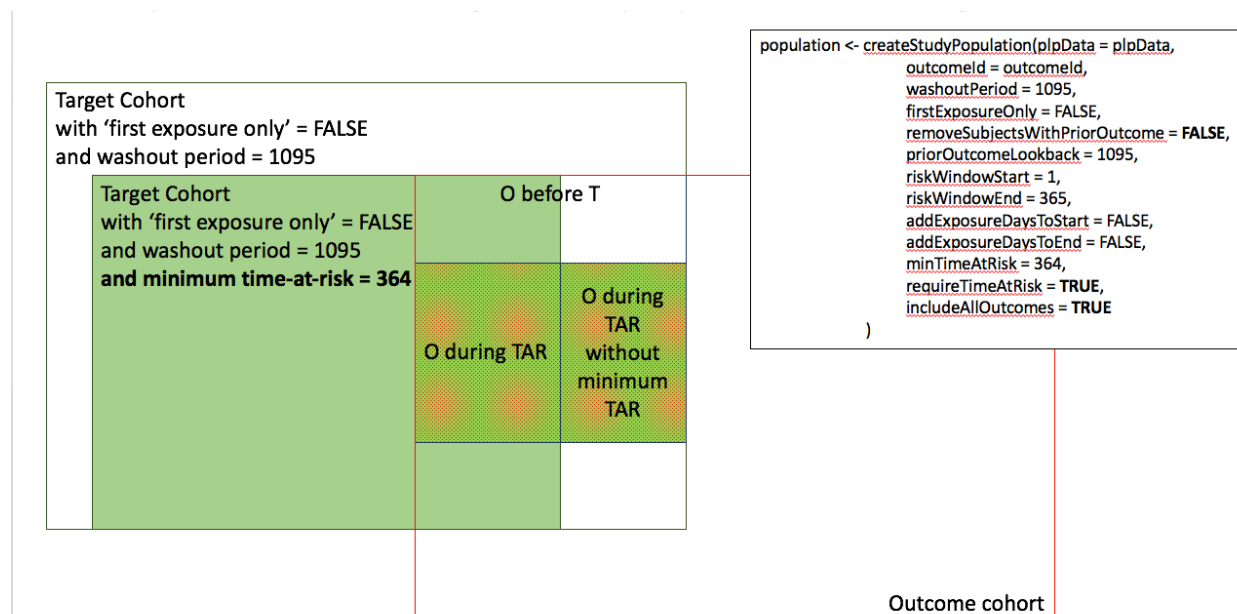 population <- createStudyPopulation(plpData = plpData,
outcomeId = outcomeId,
washoutPeriod = 1095,
firstExposureOnly = FALSE,
removeSubjectsWithPriorOutcome = FALSE,
priorOutcomeLookback = 1095,
riskWindowStart = 1,
riskWindowEnd = 365,
addExposureDaysToStart = FALSE,
addExposureDaysToEnd = FALSE,
minTimeAtRisk = 364,
requireTimeAtRisk = TRUE,
includeAllOutcomes = TRUE
)
Target Cohort
with ‘first exposure only’ = FALSE
and washout period = 1095
Target Cohort
with ‘first exposure only’ = FALSE
and washout period = 1095
and minimum time-at-risk = 364
O before T
O during TAR
O during
TAR
without
minimum
TAR
Outcome cohort